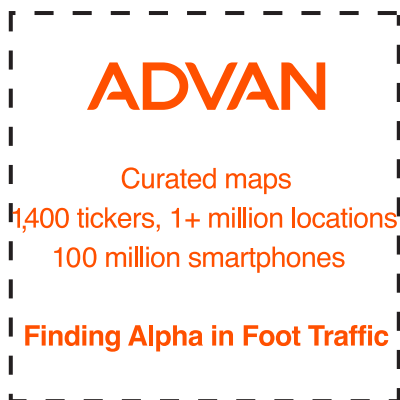 ADVAN
Curated maps
1,400 tickers, 1+ million locations
100 million smartphones
Finding Alpha in Foot Traffic